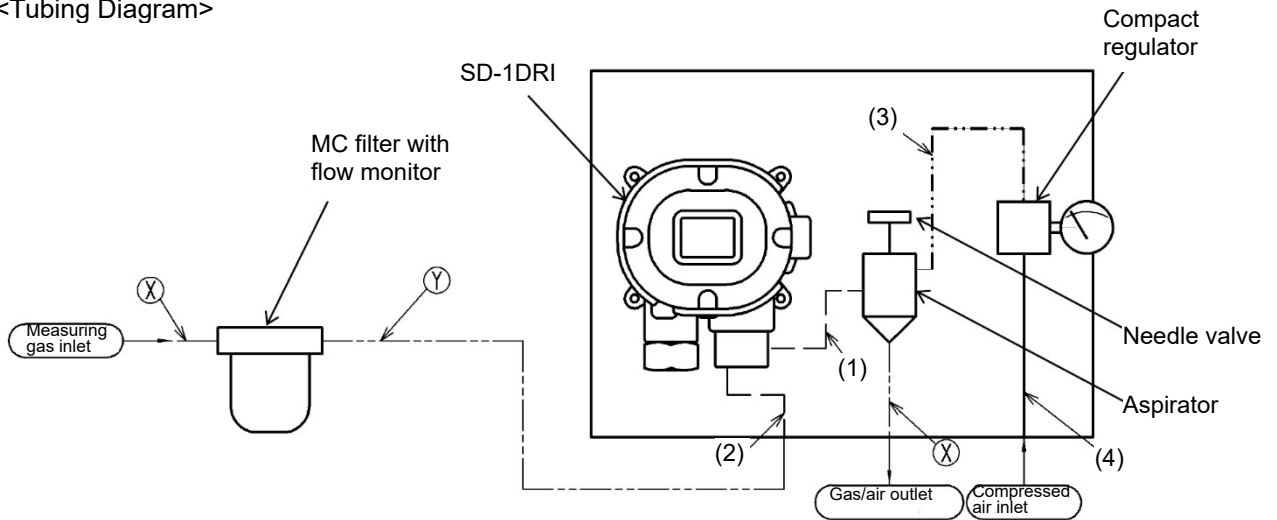 <Tubing Diagram>
Compact
regulator
SD-1DRI
(3)
MC filter with
flow monitor
X
Y
Measuring
gas inlet
Needle valve
(1)
Aspirator
(2)
X
(4)
Gas/air outlet
Compressed
air inlet